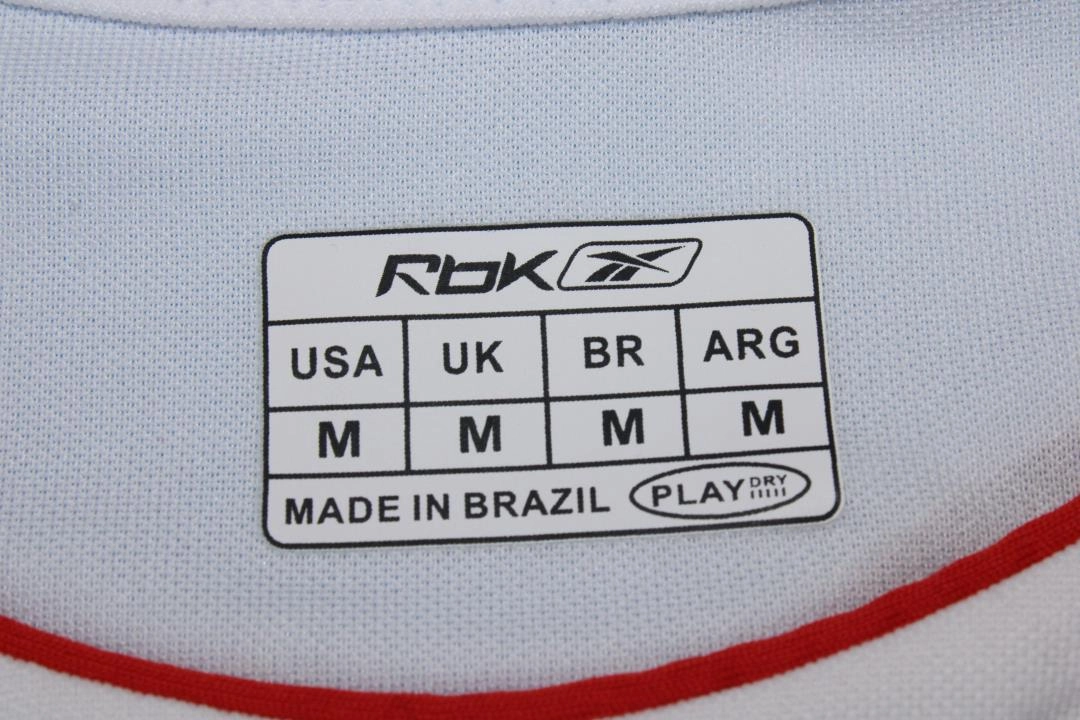 Rbk
USA UK BR ARG
M M M M
MADE IN BRAZIL PLAY DRY